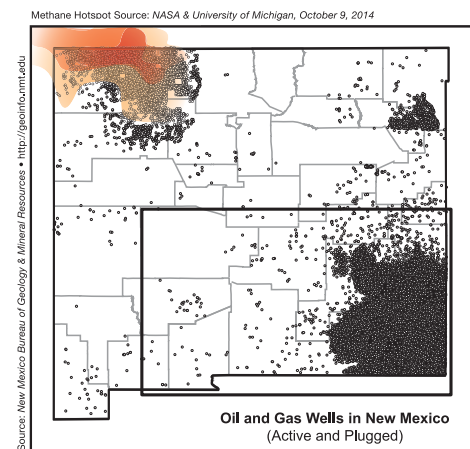 Methane Hotspot Source: NASA & University of Michigan, October 9, 2014
Source: New Mexico Bureau of Geology & Mineral Resources • http://geoinfo.nmt.edu
Oil and Gas Wells in New Mexico
(Active and Plugged)